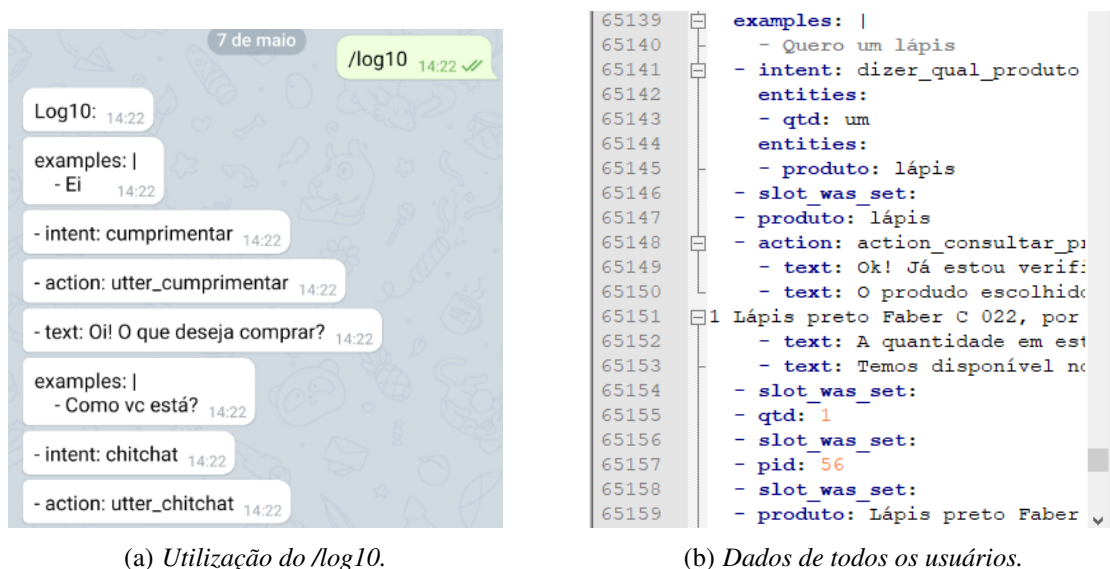 7 de maio
/log10 14:22
Log10: 14:22
examples: |
- Ei 14:22
- intent: cumprimentar 14:22
- action: utter_cumprimentar 14:22
- text: Oi! O que deseja comprar? 14:22
examples: |
- Como vc está? 14:22
- intent: chitchat 14:22
- action: utter_chitchat 14:22
(a) Utilização do /log10.
65139 examples: |
65140 - Quero um lápis
65141 - intent: dizer_qual_produto
65142 entities:
65143 - qtd: um
65144 entities:
65145 - produto: lápis
65146 - slot_was_set:
65147 - produto: lápis
65148 - action: action_consultar_pr
65149 - text: Ok! Já estou verifi
65150 - text: O produdo escolhido
65151 1 Lápis preto Faber C 022, por
65152 - text: A quantidade em est
65153 - text: Temos disponível no
65154 - slot_was_set:
65155 - qtd: 1
65156 - slot_was_set:
65157 - pid: 56
65158 - slot_was_set:
65159 - produto: Lápis preto Faber
(b) Dados de todos os usuários.